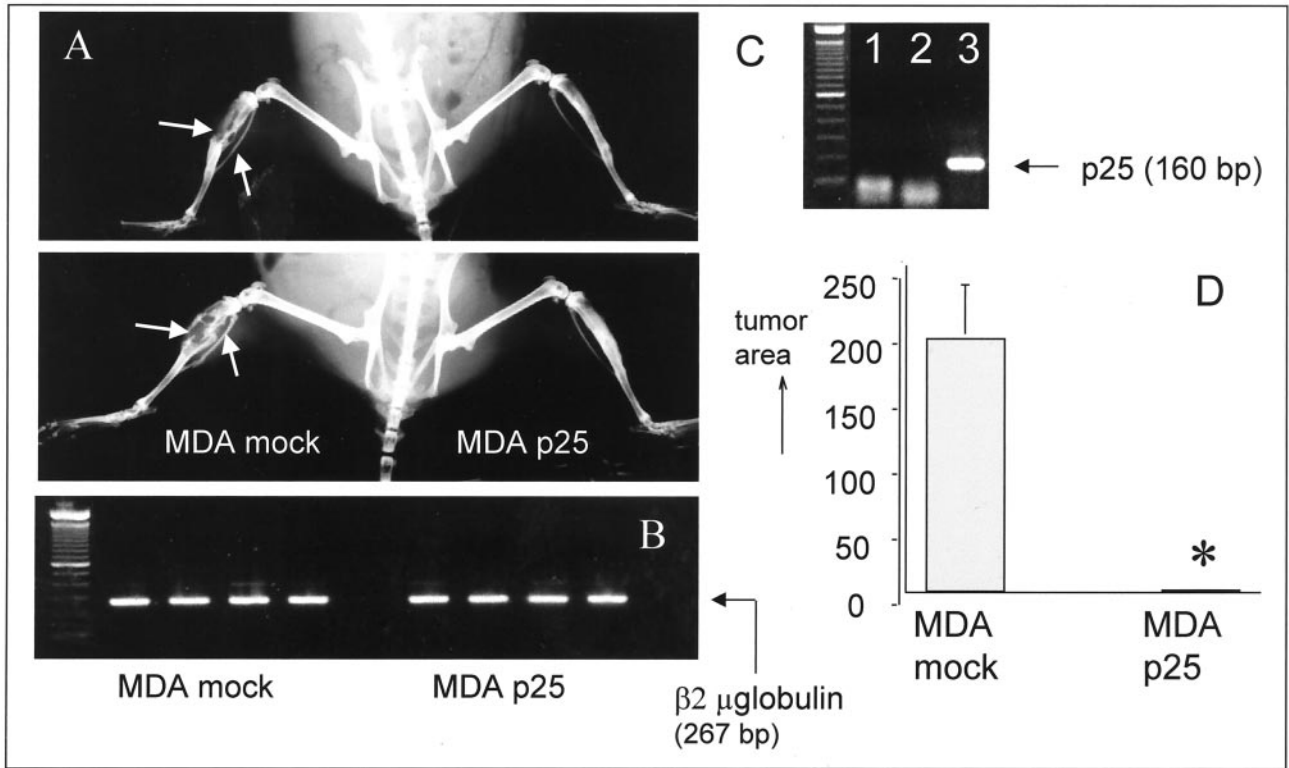 A
MDA mock
MDA p25
B
MDA mock
MDA p25
β2 μglobulin
(267 bp)
C
1 2 3
p25 (160 bp)
D
tumor
area
250
200
150
100
50
0
*
MDA
mock
MDA
p25